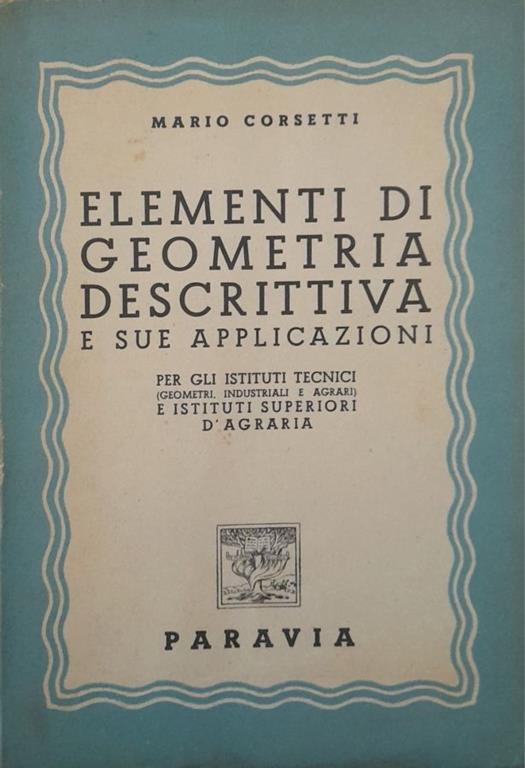 MARIO CORSETTI
ELEMENTI DI
GEOMETRIA
DESCRITTIVA
E SUE APPLICAZIONI
PER GLI ISTITUTI TECNICI
(GEOMETRI, INDUSTRIALI E AGRARI)
E ISTITUTI SUPERIORI
D'AGRARIA
PARAVIA